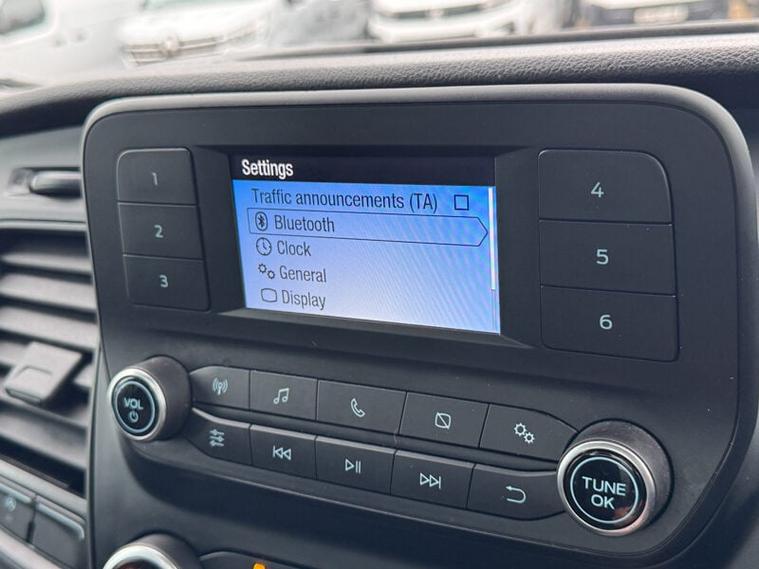 Settings
Traffic announcements (TA)
Bluetooth
Clock
General
Display
1
2
3
4
5
6
VOL
TUNE
OK